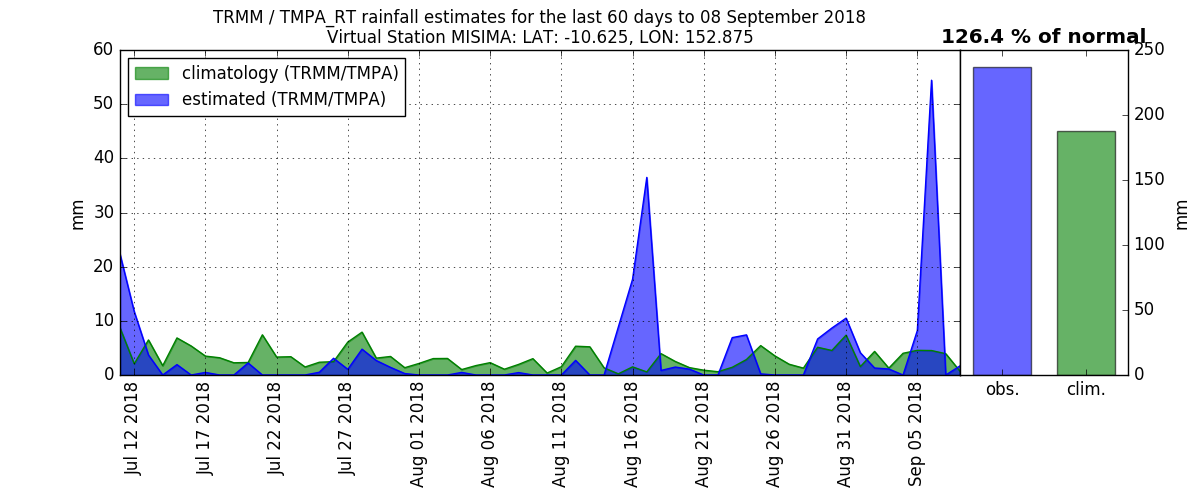 TRMM / TMPA_RT rainfall estimates for the last 60 days to 08 September 2018
Virtual Station MISIMA: LAT: -10.625, LON: 152.875
126.4 % of normal
climatology (TRMM/TMPA)
estimated (TRMM/TMPA)
60
50
40
30
20
10
0
mm
Jul 12 2018
Jul 17 2018
Jul 22 2018
Jul 27 2018
Aug 01 2018
Aug 06 2018
Aug 11 2018
Aug 16 2018
Aug 21 2018
Aug 26 2018
Aug 31 2018
Sep 05 2018
250
200
150
100
50
0
mm
obs.
clim.